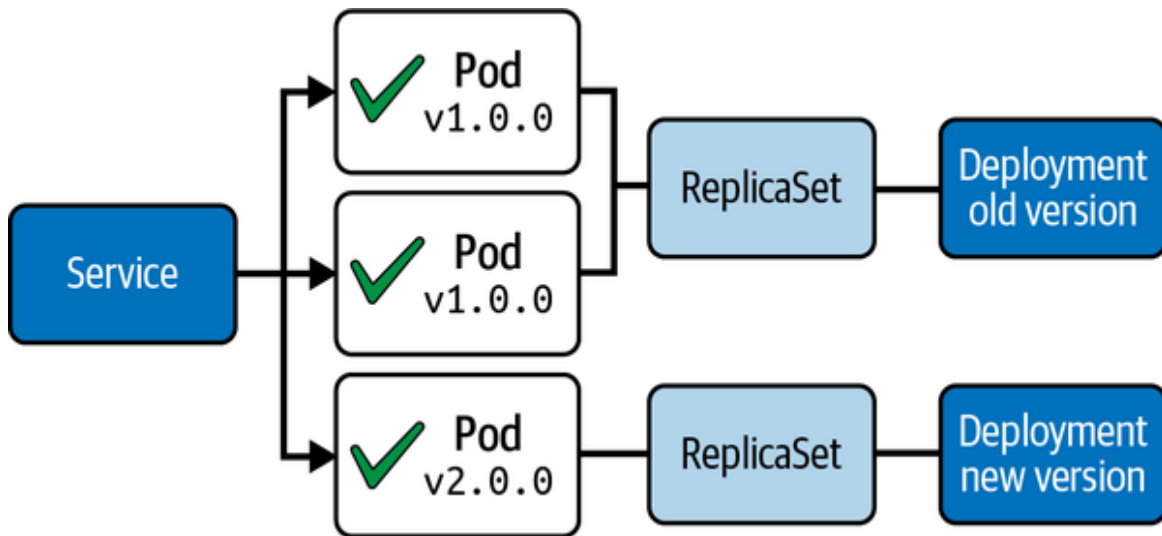 Service
Pod
v1.0.0
Pod
v1.0.0
Pod
v2.0.0
ReplicaSet
ReplicaSet
Deployment
old version
Deployment
new version